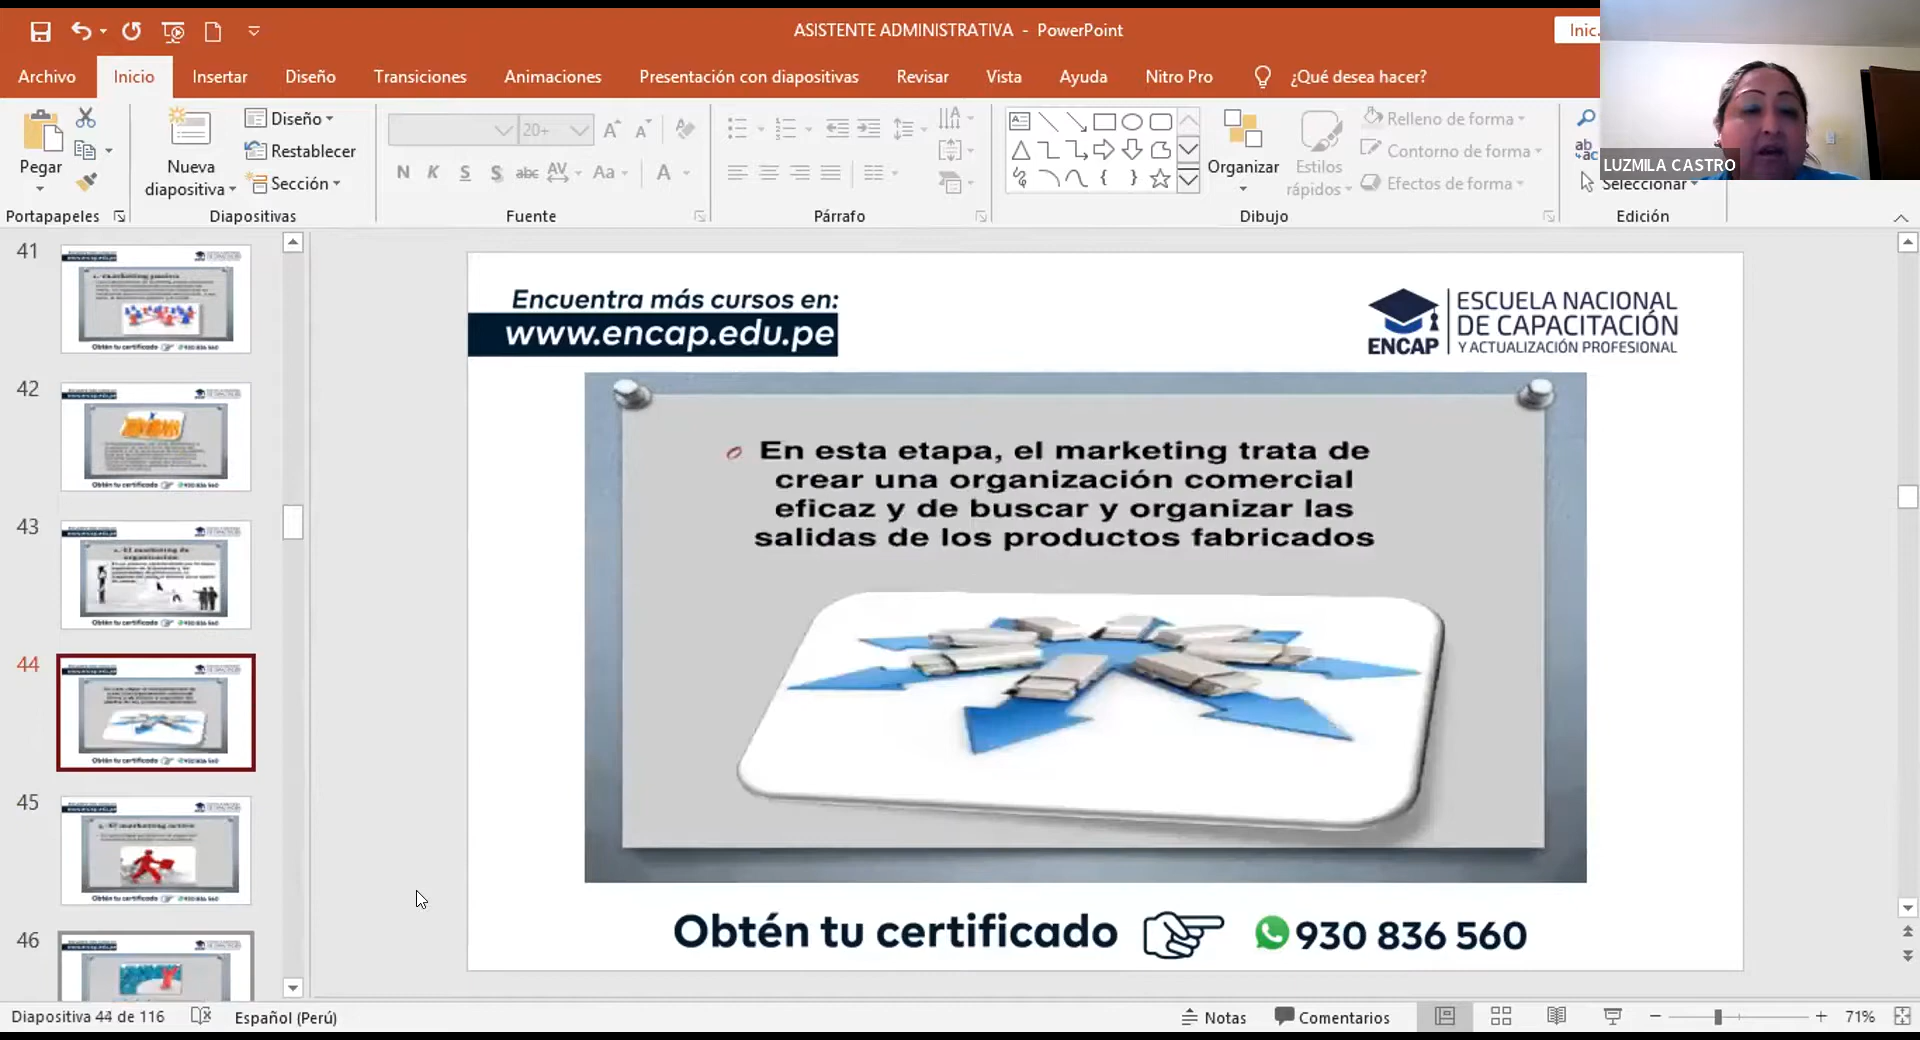 ASISTENTE ADMINISTRATIVA - PowerPoint
Inic
LUZMILA CASTRO
Archivo
Inicio
Insertar
Diseño
Transiciones
Animaciones
Presentación con diapositivas
Revisar
Vista
Ayuda
Nitro Pro
¿Qué desea hacer?
Pegar
Portapapeles
Nueva
diapositiva
Diseño
Restablecer
Sección
Diapositivas
20+
N K S S abc AV Aa A
Fuente
Párrafo
Organizar
Estilos
rápidos
Relleno de forma
Contorno de forma
Efectos de forma
Dibujo
Seleccionar
Edición
41
42
43
44
45
46
Encuentra más cursos en:
www.encap.edu.pe
ENCAP
ESCUELA NACIONAL
DE CAPACITACIÓN
Y ACTUALIZACIÓN PROFESIONAL
En esta etapa, el marketing trata de
crear una organización comercial
eficaz y de buscar y organizar las
salidas de los productos fabricados
Obtén tu certificado 930 836 560
Diapositiva 44 de 116
Español (Perú)
Notas
Comentarios
71%